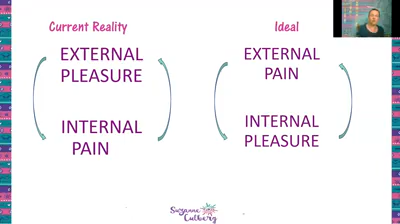 Current Reality
EXTERNAL
PLEASURE
INTERNAL
PAIN
Ideal
EXTERNAL
PAIN
INTERNAL
PLEASURE
Suzanne
Culberg